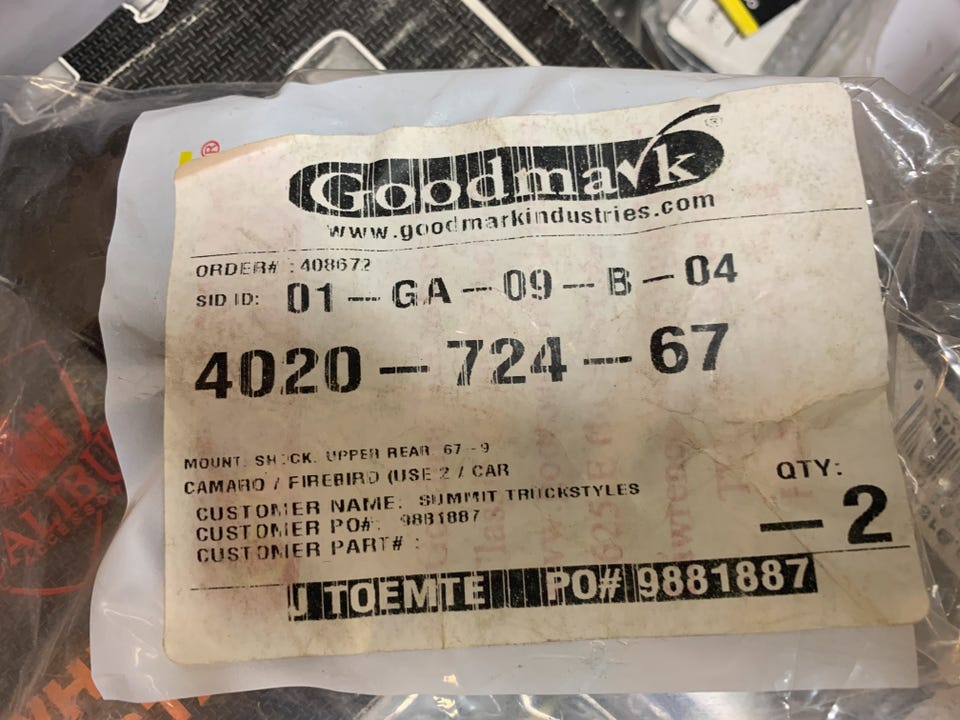 Goodmark®
www.goodmarkindustries.com
ORDER# : 408672
SID ID: 01-GA-09-B-04
4020-724-67
MOUNT, SHOCK, UPPER REAR 67-9
CAMARO / FIREBIRD (USE 2 / CAR
CUSTOMER NAME: SUMMIT TRUCKSTYLES
CUSTOMER PO#: 9881887
CUSTOMER PART# :
QTY:
-2
J TOEMTE PO# 9881887